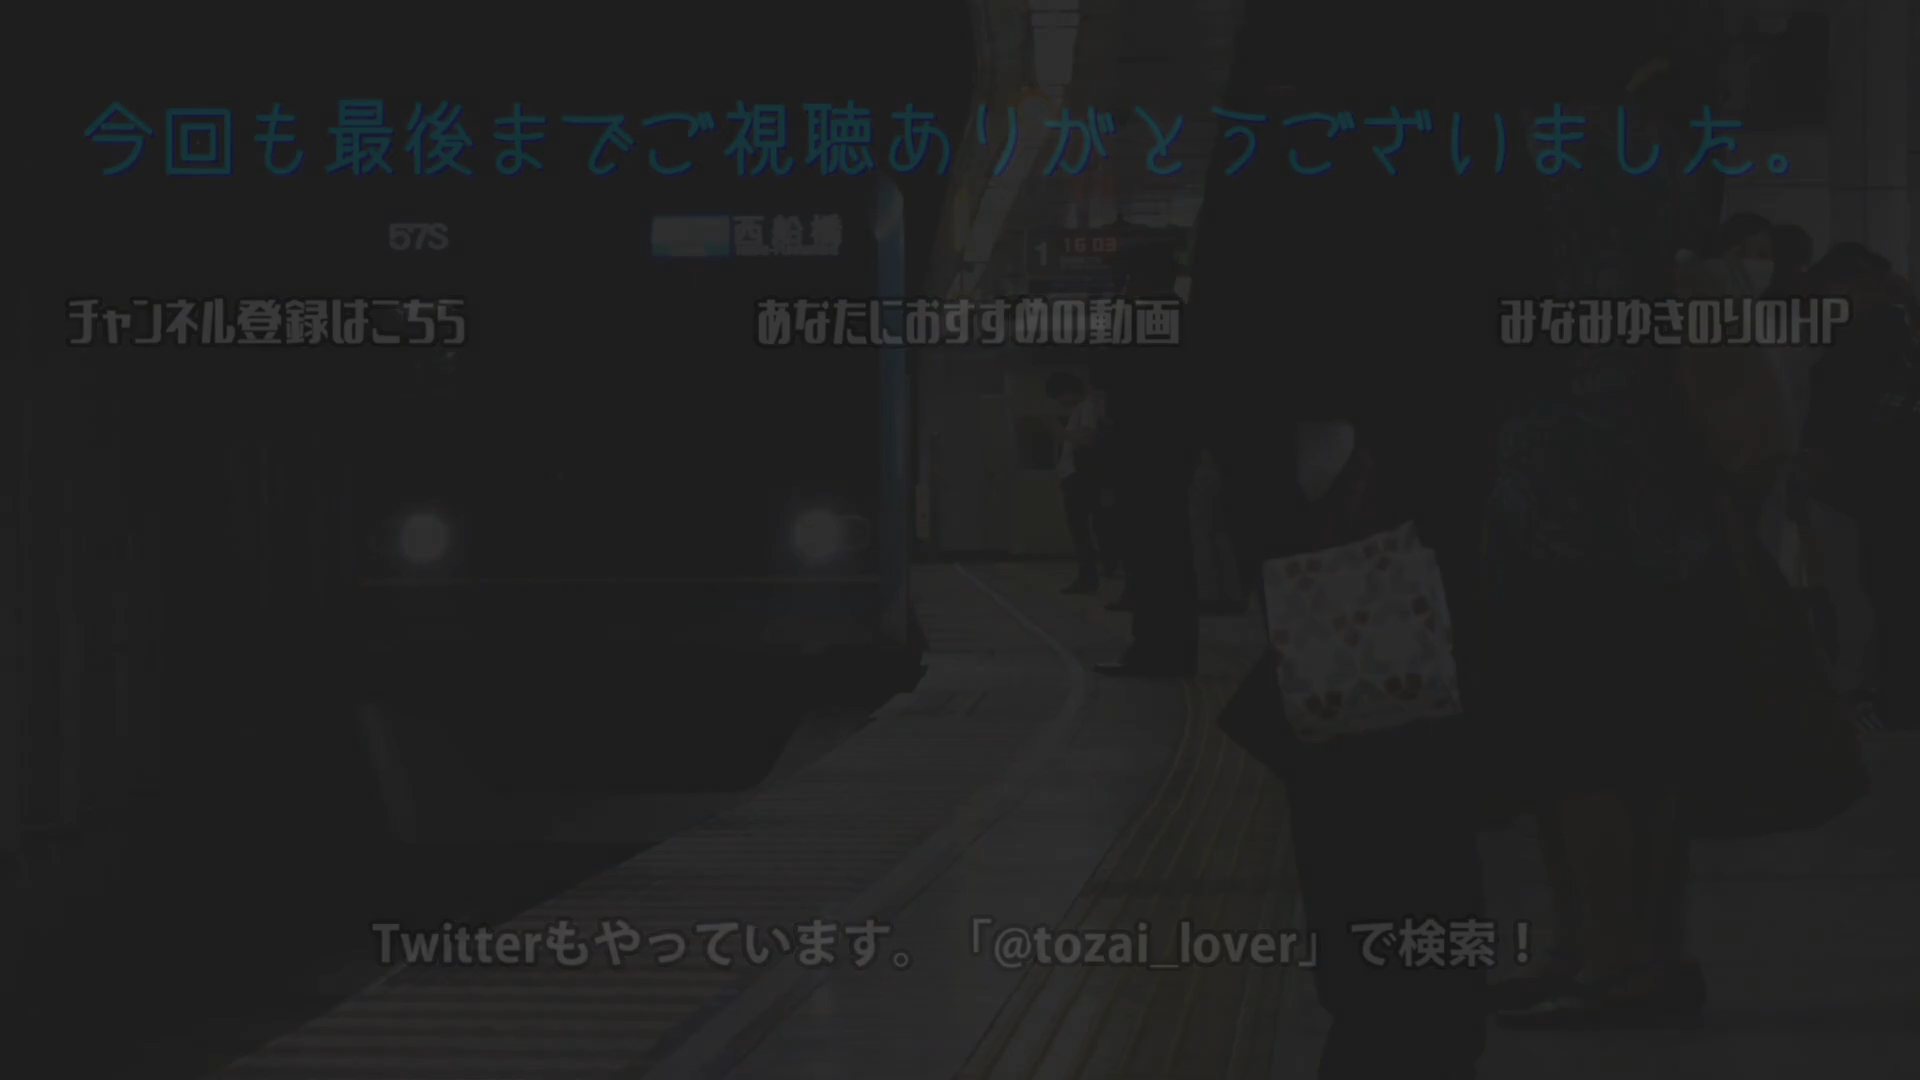 今回も最後までご視聴ありがとうございました。
57S
西船橋
1 16:03
チャンネル登録はこちら
あなたにおすすめの動画
みなみゆきのりのHP
Twitterもやっています。「@tozai_lover」で検索！